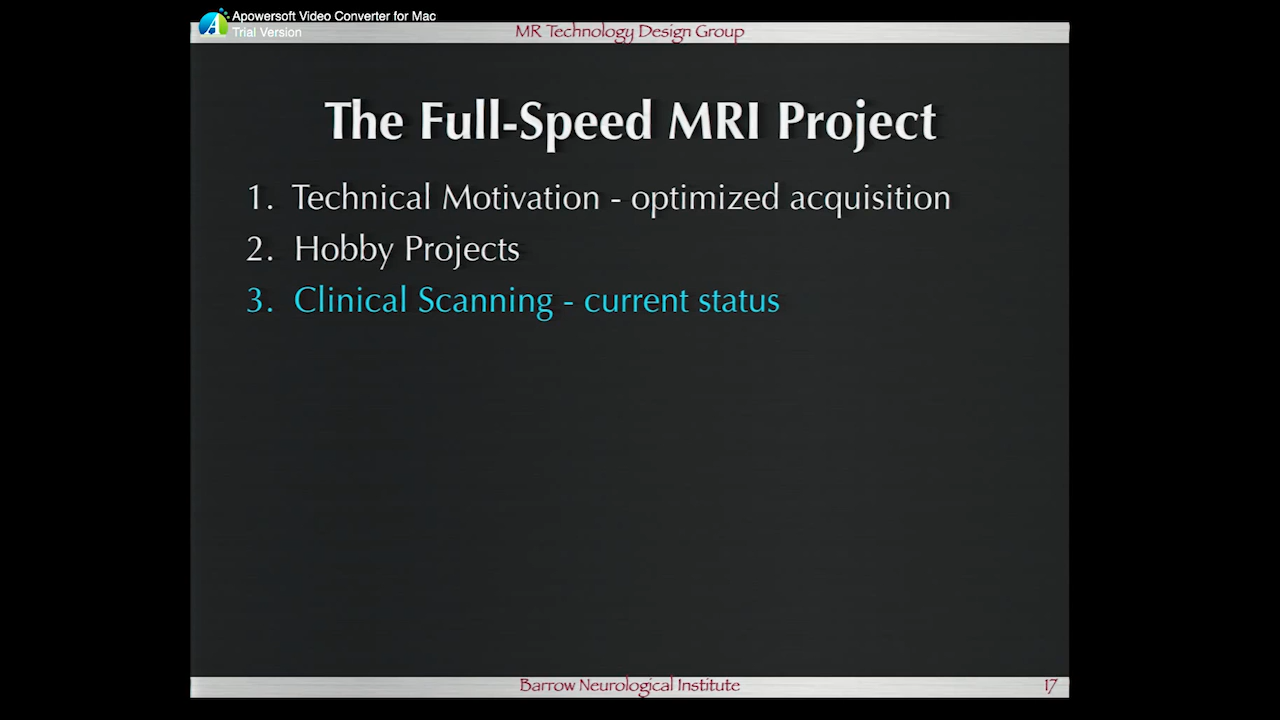 Apowersoft Video Converter for Mac
Trial Version
MR Technology Design Group
The Full-Speed MRI Project
1. Technical Motivation - optimized acquisition
2. Hobby Projects
3. Clinical Scanning - current status
Barrow Neurological Institute
17